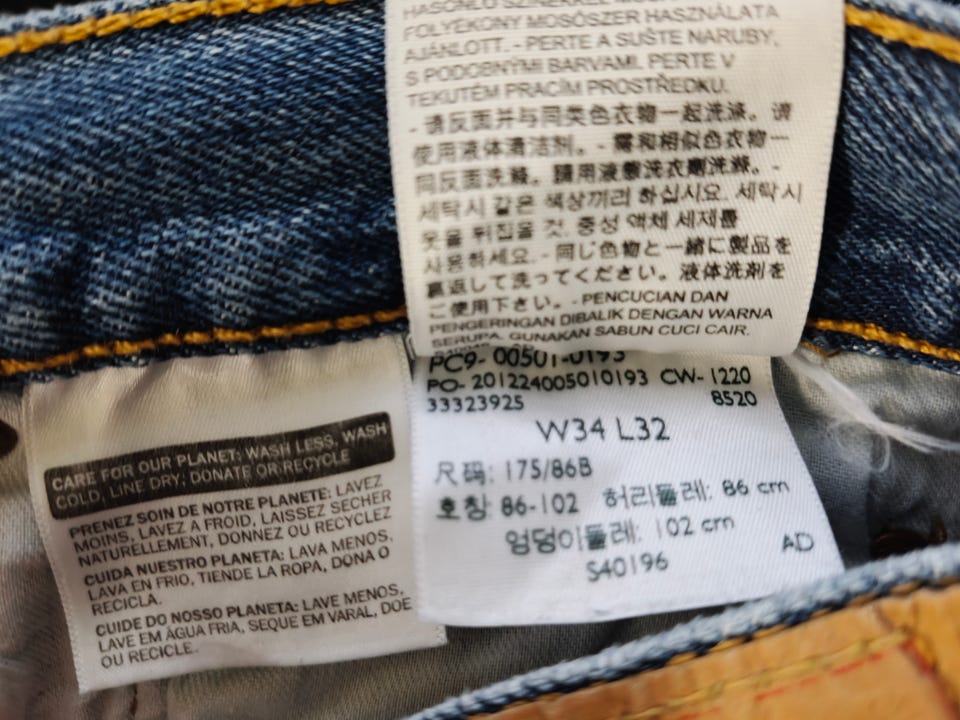 HASONLÓ SZÍNEKKEL
FOLYÉKONY MOSÓSZER HASZNÁLATA
AJÁNLOTT. - PERTE A SUŠTE NARUBY,
S PODOBNÝMI BARVAMI. PERTE V
TEKUTÉM PRACÍM PROSTŘEDKU.
- 请反面并与同类色衣物一起洗涤。请
使用液体清洁剂。- 需和相似色衣物一
同反面洗滌。請用液態洗衣劑洗滌。-
세탁시 같은 색상끼리 하십시요. 세탁시
옷을 뒤집을 것. 중성 액체 세제를
사용하세요. - 同じ色物と一緒に製品を
裏返して洗ってください。液体洗剤を
ご使用下さい。- PENCUCIAN DAN
PENGERINGAN DIBALIK DENGAN WARNA
SERUPA. GUNAKAN SABUN CUCI CAIR.
PC9- 00501-0193
PO- 201224005010193 CW- 1220
33323925 8520
W34 L32
尺码: 175/86B
호칭: 86-102 허리둘레: 86 cm
엉덩이둘레: 102 cm
S40196 AD
CARE FOR OUR PLANET: WASH LESS, WASH
COLD, LINE DRY; DONATE OR RECYCLE
PRENEZ SOIN DE NOTRE PLANETE: LAVEZ
MOINS, LAVEZ A FROID, LAISSEZ SECHER
NATURELLEMENT, DONNEZ OU RECYCLEZ
CUIDA NUESTRO PLANETA: LAVA MENOS,
LAVA EN FRIO, TIENDE LA ROPA, DONA O
RECICLA.
CUIDE DO NOSSO PLANETA: LAVE MENOS,
LAVE EM ÁGUA FRIA, SEQUE EM VARAL, DOE
OU RECICLE.